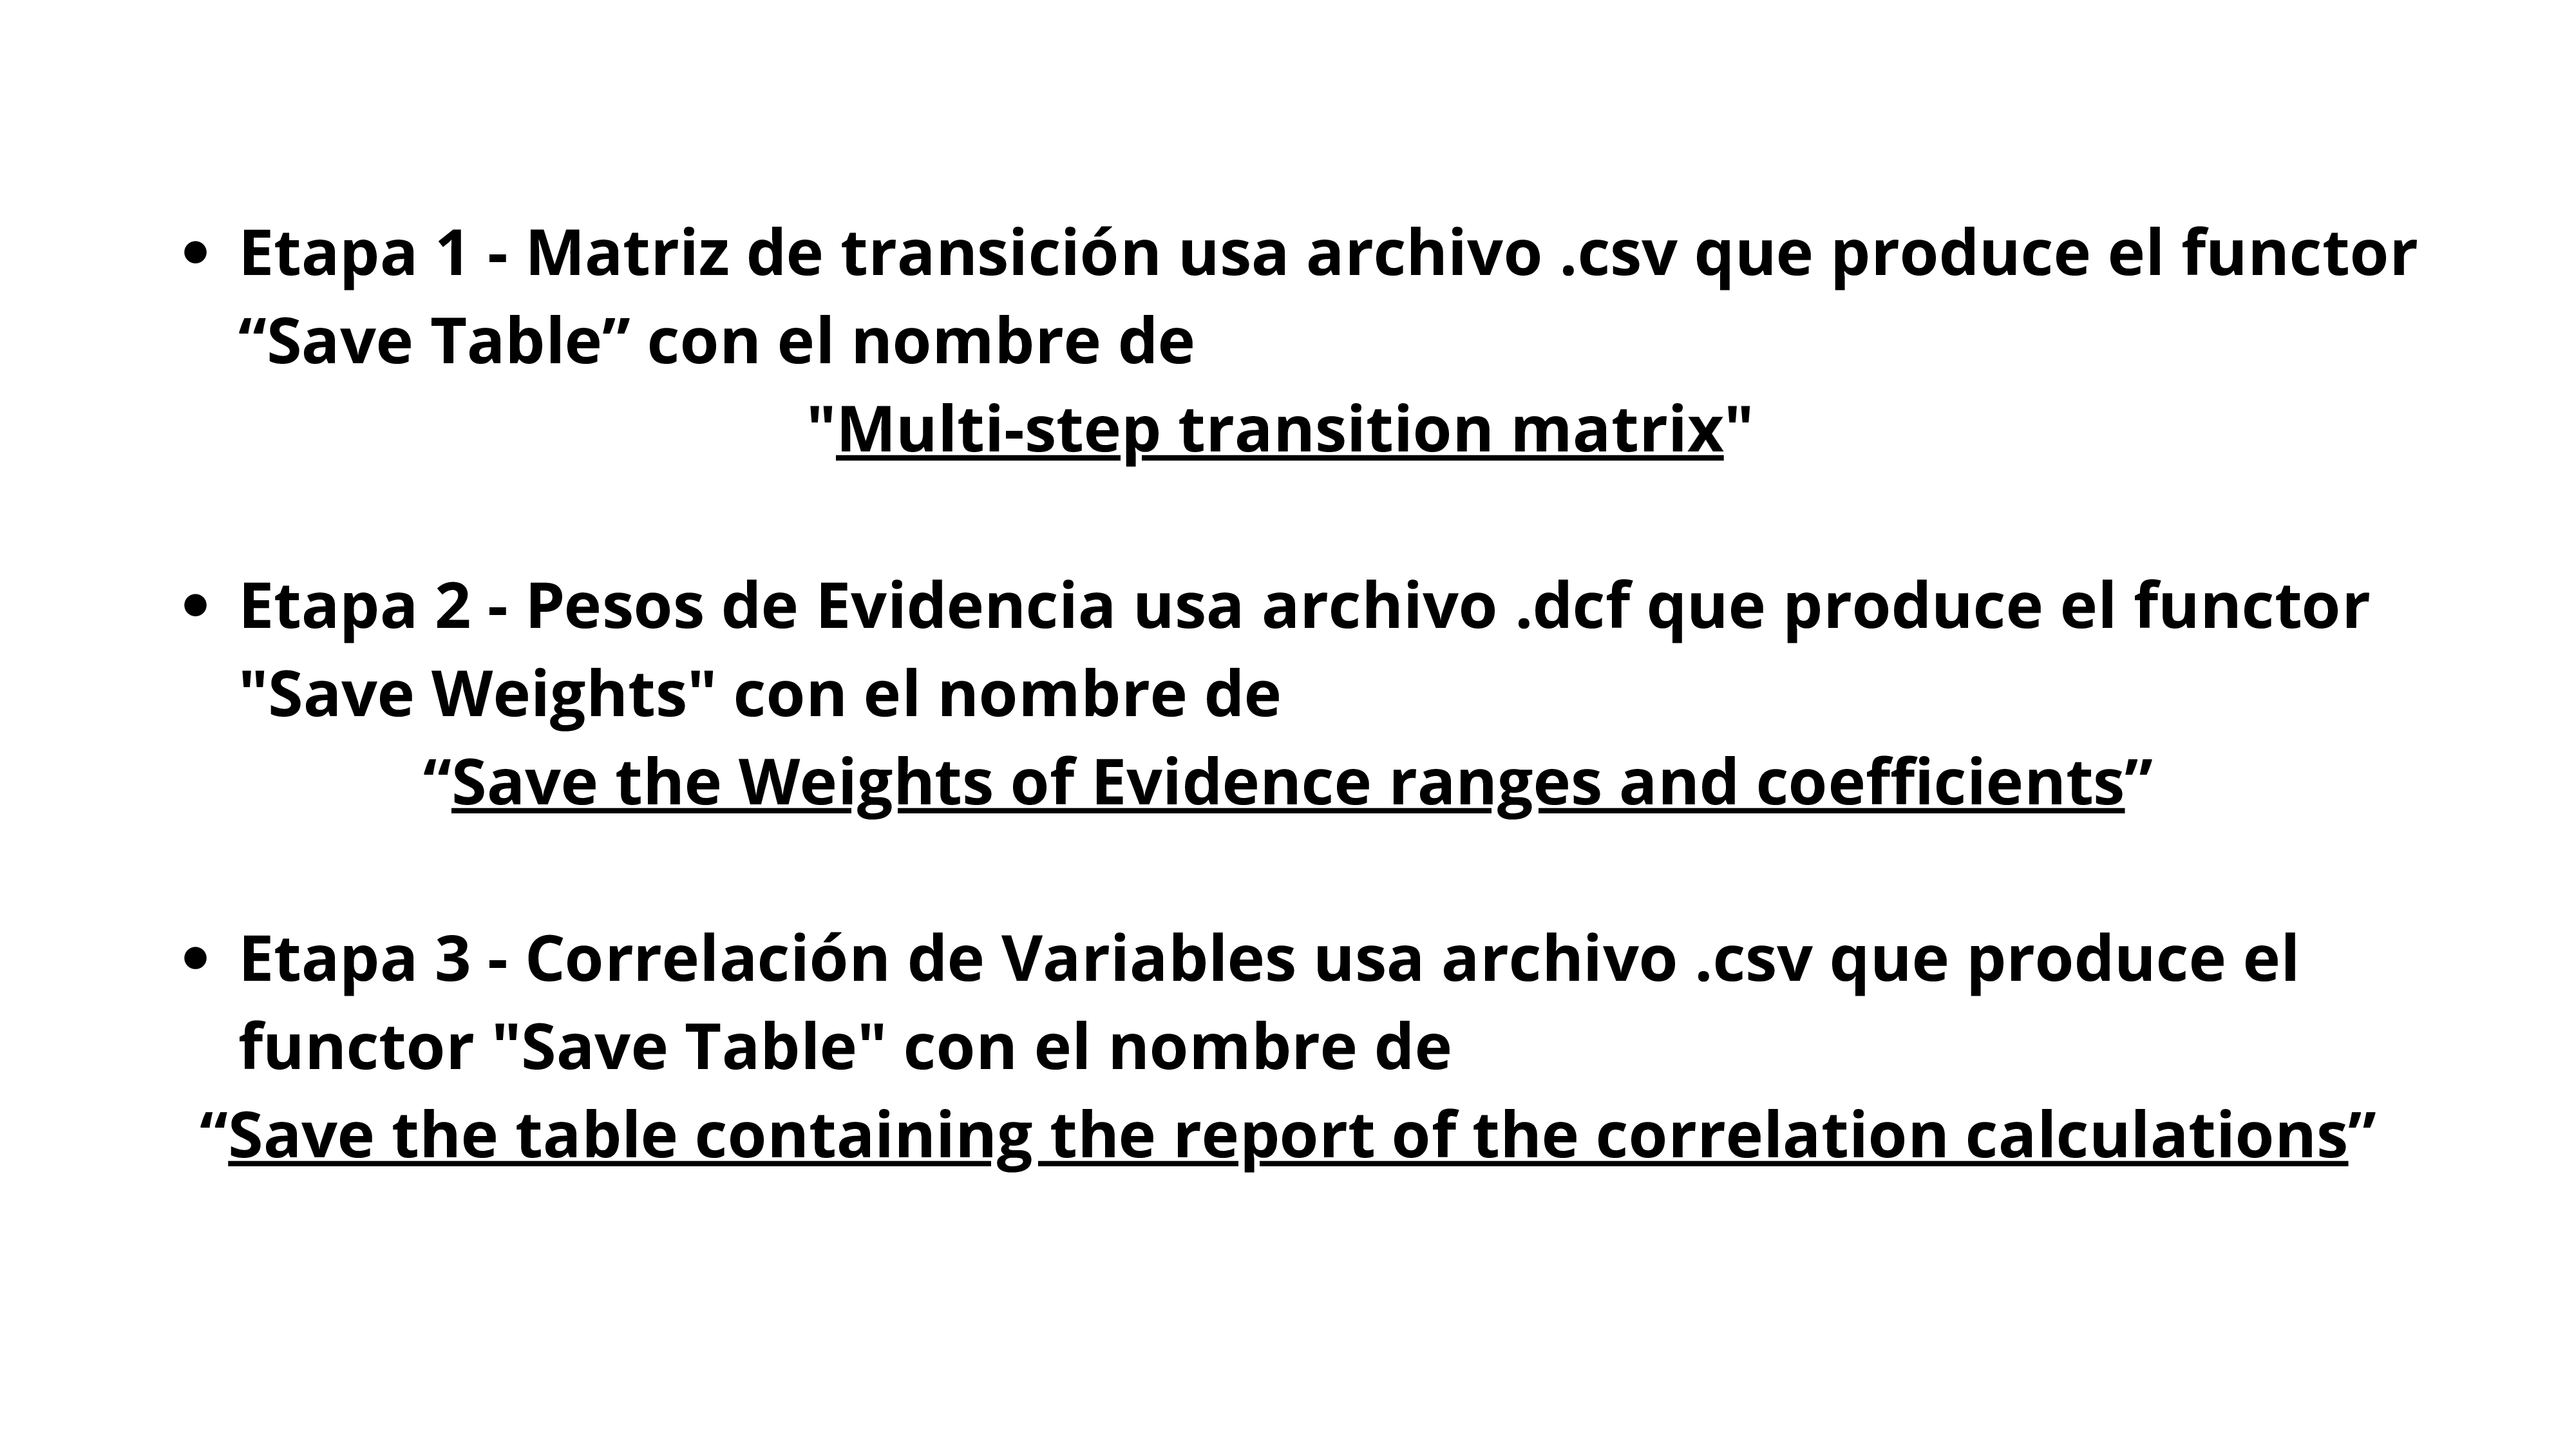 • Etapa 1 - Matriz de transición usa archivo .csv que produce el functor
“Save Table” con el nombre de
"Multi-step transition matrix"
• Etapa 2 - Pesos de Evidencia usa archivo .dcf que produce el functor
"Save Weights" con el nombre de
“Save the Weights of Evidence ranges and coefficients”
• Etapa 3 - Correlación de Variables usa archivo .csv que produce el
functor "Save Table" con el nombre de
“Save the table containing the report of the correlation calculations”